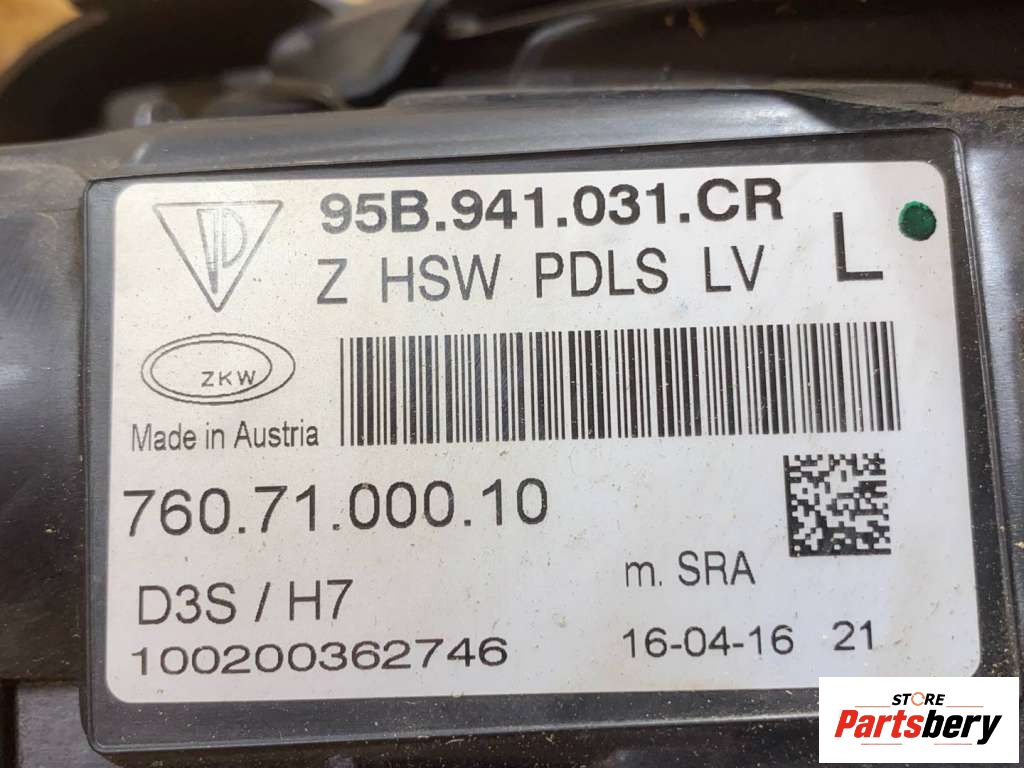 95B.941.031.CR
Z HSW PDLS LV
L
ZKW
Made in Austria
760.71.000.10
m. SRA
D3S / H7
100200362746
16-04-16 21
STORE
Partsbery